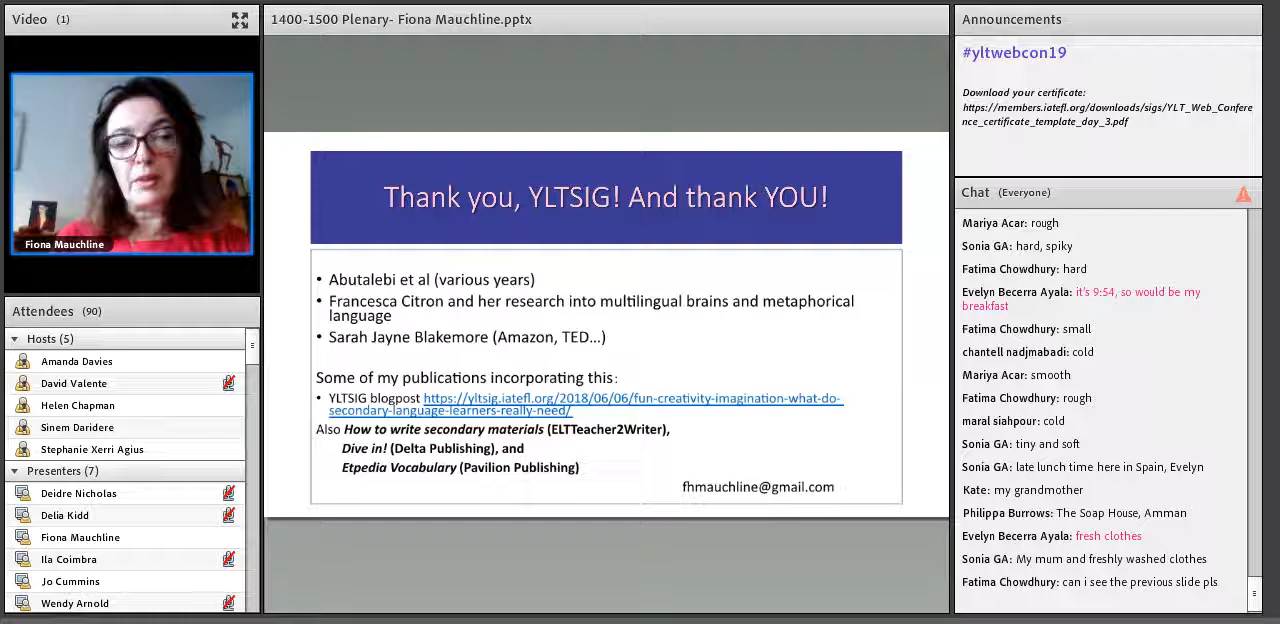 Video (1)
Fiona Mauchline
Attendees (90)
Hosts (5)
Amanda Davies
David Valente
Helen Chapman
Sinem Daridere
Stephanie Xerri Agius
Presenters (7)
Deidre Nicholas
Delia Kidd
Fiona Mauchline
Ila Coimbra
Jo Cummins
Wendy Arnold
1400-1500 Plenary- Fiona Mauchline.pptx
Thank you, YLTSIG! And thank YOU!
• Abutalebi et al (various years)
• Francesca Citron and her research into multilingual brains and metaphorical
language
• Sarah Jayne Blakemore (Amazon, TED...)
Some of my publications incorporating this:
• YLTSIG blogpost https://yltsig.iatefl.org/2018/06/06/fun-creativity-imagination-what-do-
secondary-language-learners-really-need/
Also How to write secondary materials (ELTTeacher2Writer),
Dive in! (Delta Publishing), and
Etpedia Vocabulary (Pavilion Publishing)
fhmauchline@gmail.com
Announcements
#yltwebcon19
Download your certificate:
https://members.iatefl.org/downloads/sigs/YLT_Web_Confere
nce_certificate_template_day_3.pdf
Chat (Everyone)
Mariya Acar: rough
Sonia GA: hard, spiky
Fatima Chowdhury: hard
Evelyn Becerra Ayala: it's 9:54, so would be my
breakfast
Fatima Chowdhury: small
chantell nadjmabadi: cold
Mariya Acar: smooth
Fatima Chowdhury: rough
maral siahpour: cold
Sonia GA: tiny and soft
Sonia GA: late lunch time here in Spain, Evelyn
Kate: my grandmother
Philippa Burrows: The Soap House, Amman
Evelyn Becerra Ayala: fresh clothes
Sonia GA: My mum and freshly washed clothes
Fatima Chowdhury: can i see the previous slide pls